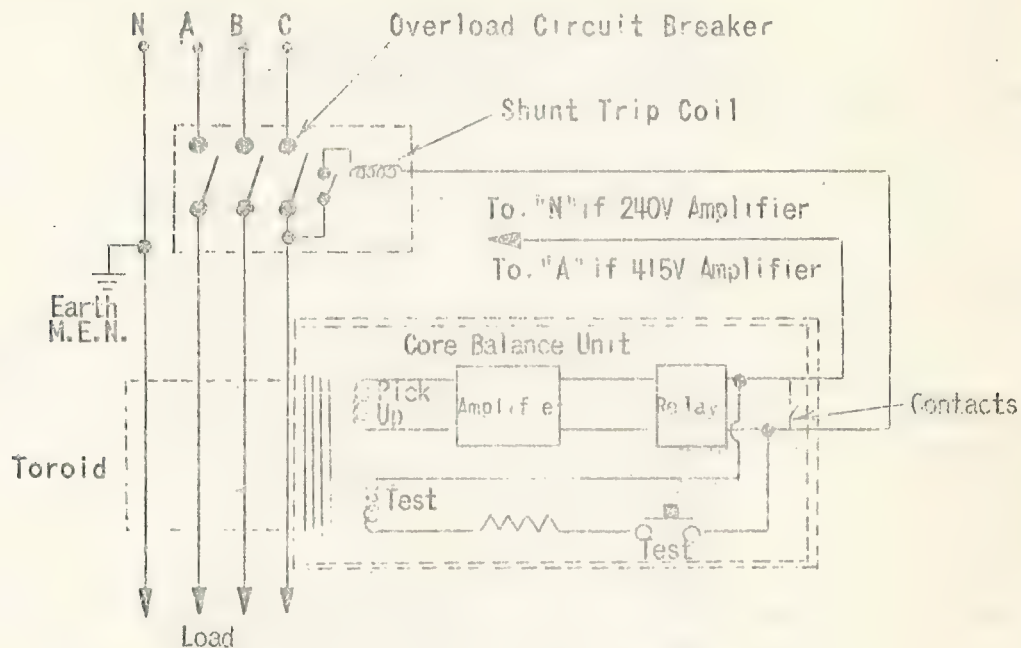 N A B C
Overload Circuit Breaker
Shunt Trip Coil
To. "N" if 240V Amplifier
To. "A" if 415V Amplifier
Earth
M.E.N.
Core Balance Unit
Pick
Up
Amplifie
Relay
Contacts
Toroid
Test
Test
Load